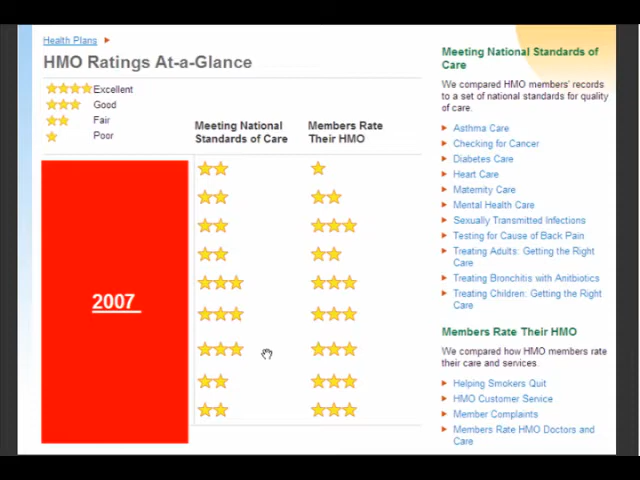 Health Plans
HMO Ratings At-a-Glance
Excellent
Good
Fair
Poor
Meeting National
Standards of Care
Members Rate
Their HMO
2007
Meeting National Standards of
Care
We compared HMO members' records
to a set of national standards for quality
of care.
Asthma Care
Checking for Cancer
Diabetes Care
Heart Care
Maternity Care
Mental Health Care
Sexually Transmitted Infections
Testing for Cause of Back Pain
Treating Adults: Getting the Right
Care
Treating Bronchitis with Anitbiotics
Treating Children: Getting the Right
Care
Members Rate Their HMO
We compared how HMO members rate
their care and services.
Helping Smokers Quit
HMO Customer Service
Member Complaints
Members Rate HMO Doctors and
Care